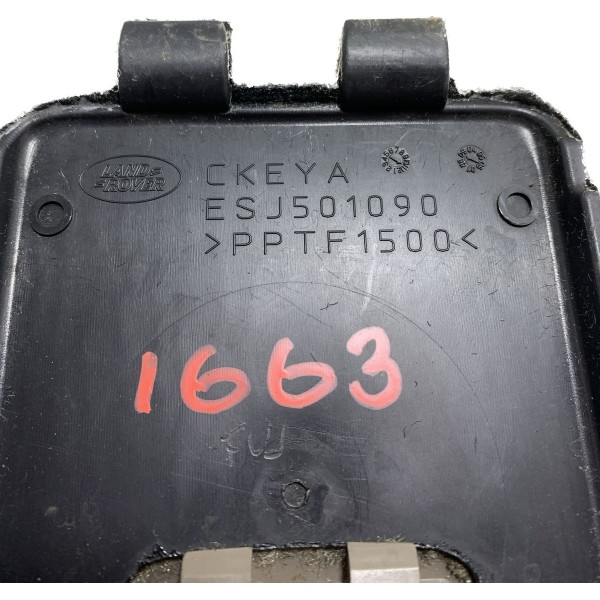 LAND ROVER
CKEYA
ESJ501090
>PPTF1500<
1663